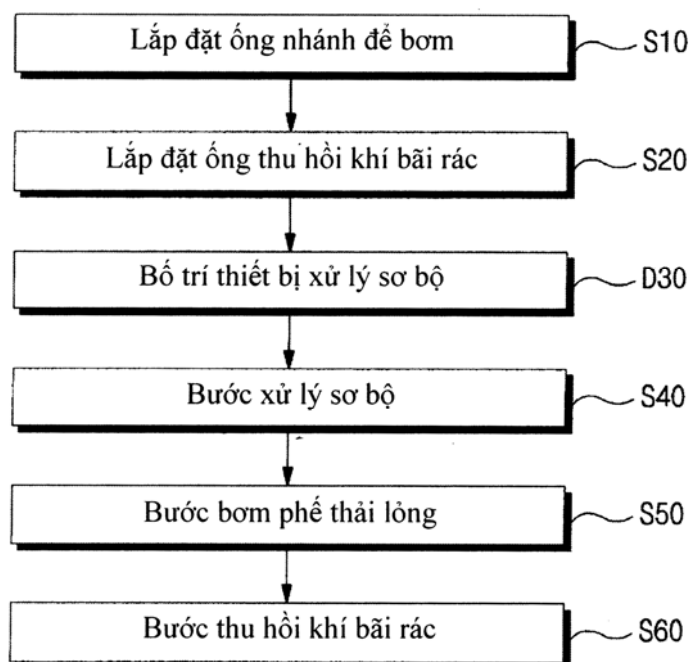 Lắp đặt ống nhánh để bơm S10
Lắp đặt ống thu hồi khí bãi rác S20
Bố trí thiết bị xử lý sơ bộ D30
Bước xử lý sơ bộ S40
Bước bơm phế thải lỏng S50
Bước thu hồi khí bãi rác S60